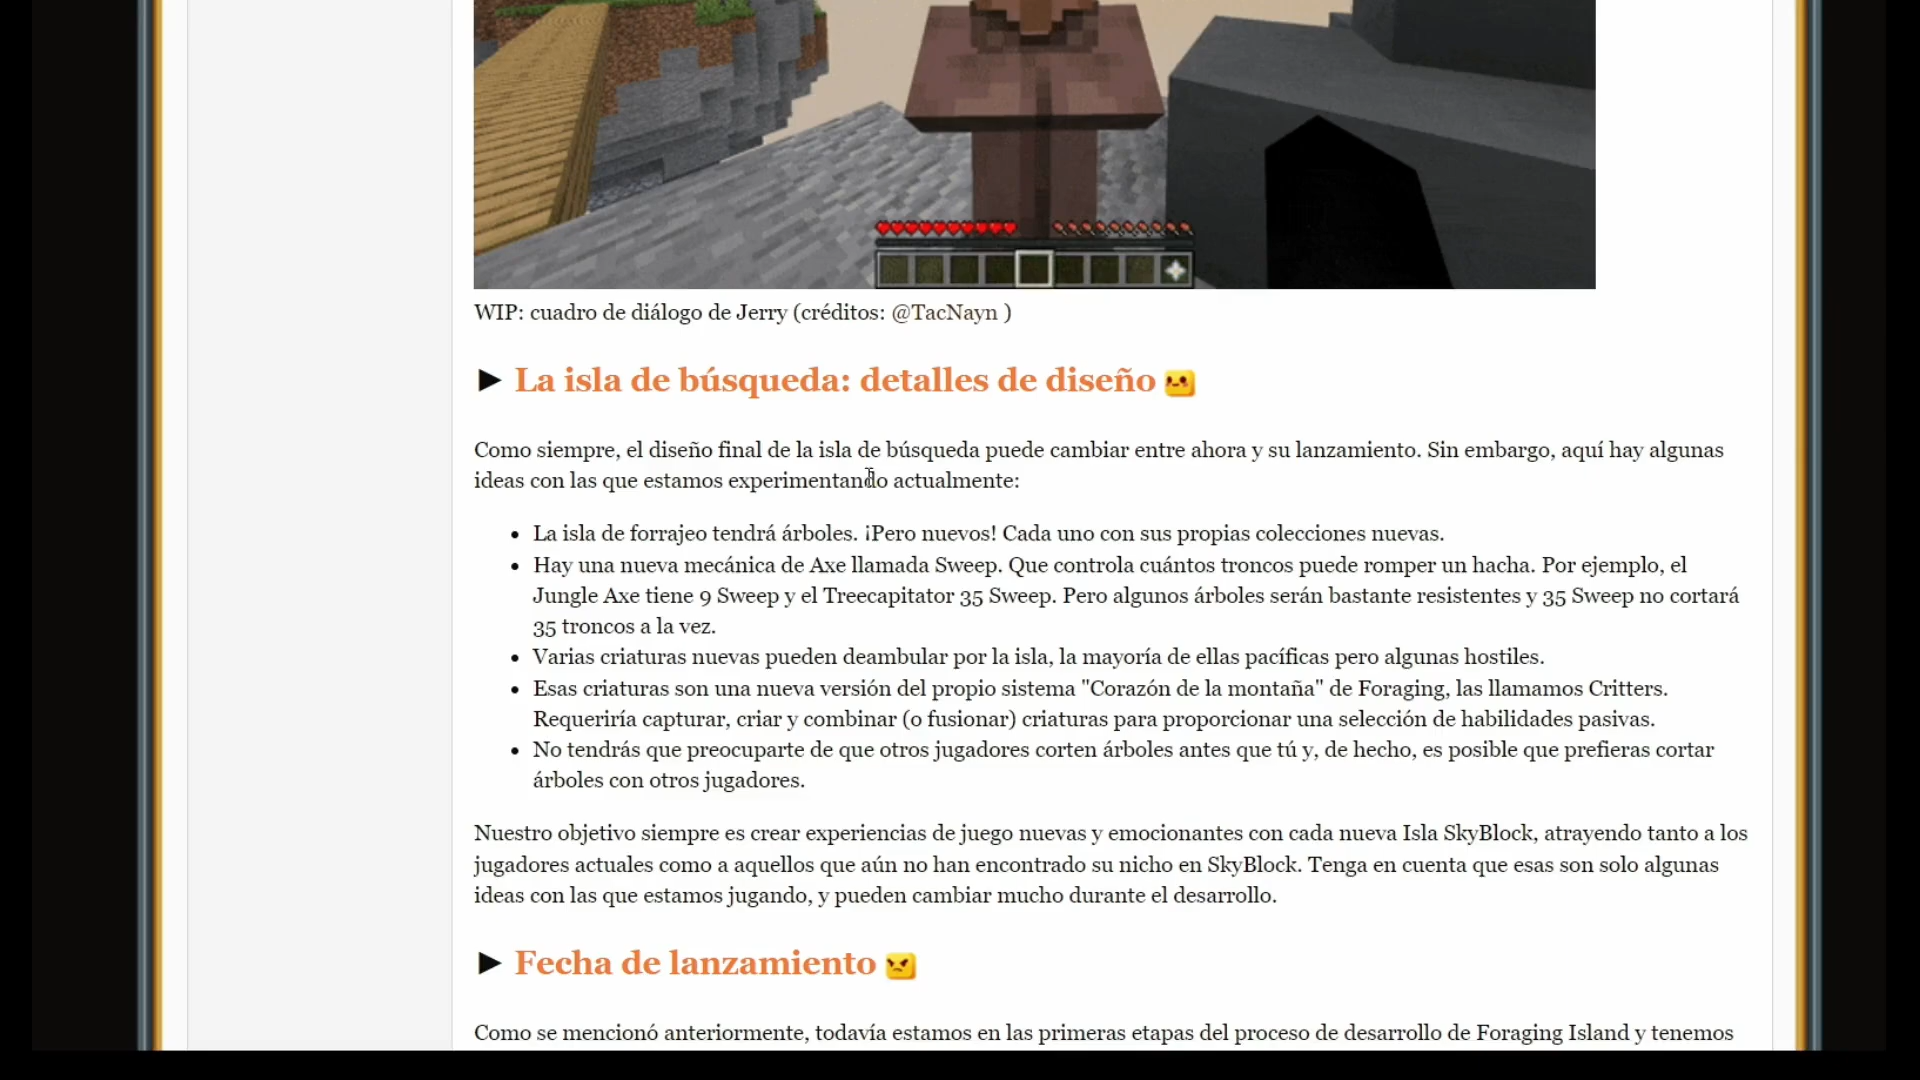 WIP: cuadro de diálogo de Jerry (créditos: @TacNayn )
► La isla de búsqueda: detalles de diseño
Como siempre, el diseño final de la isla de búsqueda puede cambiar entre ahora y su lanzamiento. Sin embargo, aquí hay algunas
ideas con las que estamos experimentando actualmente:
• La isla de forrajeo tendrá árboles. ¡Pero nuevos! Cada uno con sus propias colecciones nuevas.
• Hay una nueva mecánica de Axe llamada Sweep. Que controla cuántos troncos puede romper un hacha. Por ejemplo, el
Jungle Axe tiene 9 Sweep y el Treecapitator 35 Sweep. Pero algunos árboles serán bastante resistentes y 35 Sweep no cortará
35 troncos a la vez.
• Varias criaturas nuevas pueden deambular por la isla, la mayoría de ellas pacíficas pero algunas hostiles.
• Esas criaturas son una nueva versión del propio sistema "Corazón de la montaña" de Foraging, las llamamos Critters.
Requeriría capturar, criar y combinar (o fusionar) criaturas para proporcionar una selección de habilidades pasivas.
• No tendrás que preocuparte de que otros jugadores corten árboles antes que tú y, de hecho, es posible que prefieras cortar
árboles con otros jugadores.
Nuestro objetivo siempre es crear experiencias de juego nuevas y emocionantes con cada nueva Isla SkyBlock, atrayendo tanto a los
jugadores actuales como a aquellos que aún no han encontrado su nicho en SkyBlock. Tenga en cuenta que esas son solo algunas
ideas con las que estamos jugando, y pueden cambiar mucho durante el desarrollo.
► Fecha de lanzamiento
Como se mencionó anteriormente, todavía estamos en las primeras etapas del proceso de desarrollo de Foraging Island y tenemos